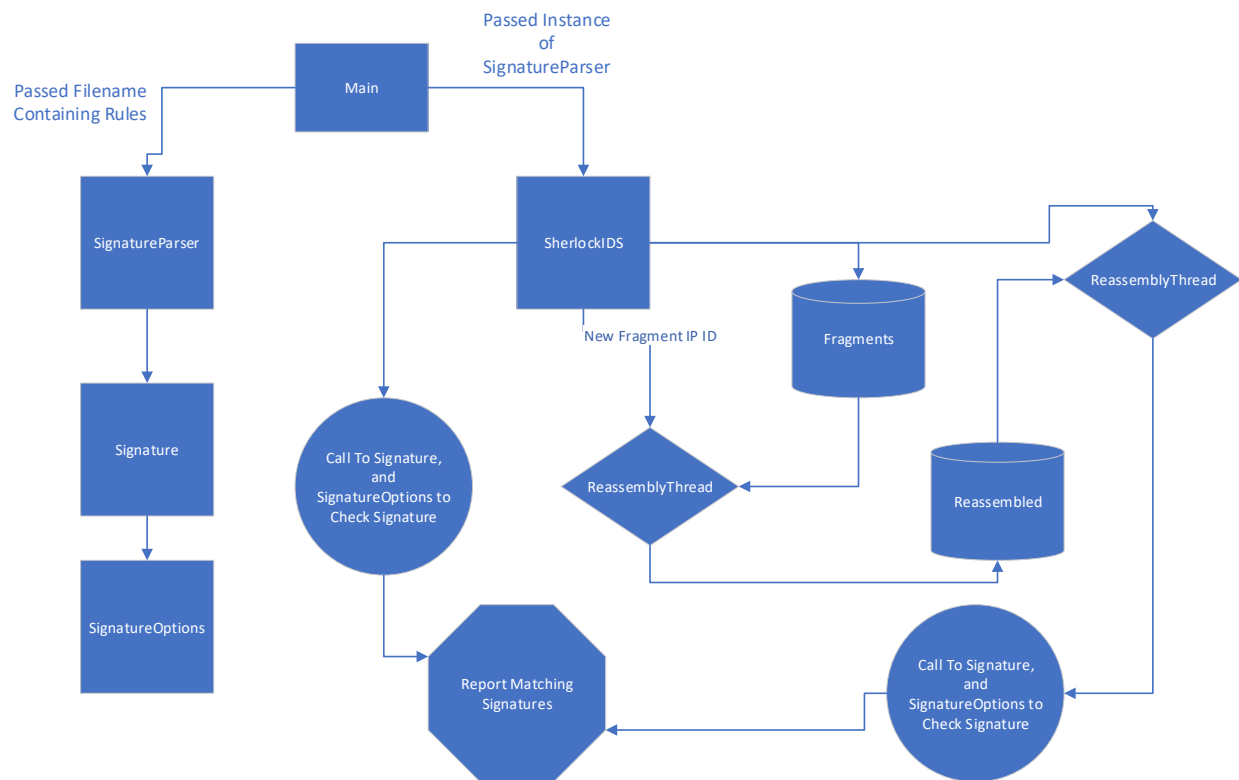 Passed Instance
of
SignatureParser
Main
Passed Filename
Containing Rules
SignatureParser
SherlockIDS
ReassemblyThread
New Fragment IP ID
Fragments
Signature
Call To Signature,
and
SignatureOptions to
Check Signature
ReassemblyThread
Reassembled
SignatureOptions
Report Matching
Signatures
Call To Signature,
and
SignatureOptions to
Check Signature